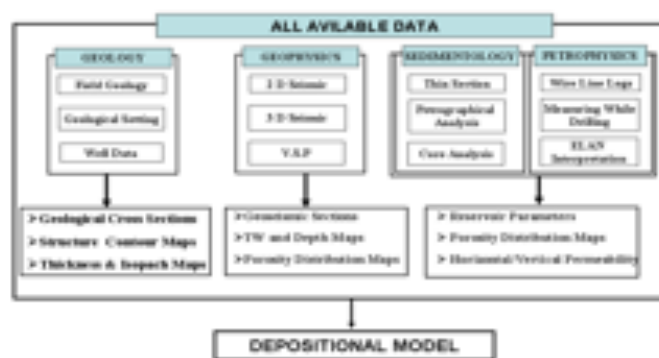 ALL AVILABLE DATA
GEOLOGY
Field Geology
Geological Setting
Well Data
GEOPHYSICS
2 D Seismic
3 D Seismic
V.S.P
SEDIMENTOLOGY
Thin Section
Petrographical
Analysis
Core Analysis
PETROPHYSICS
Wire Line Logs
Measuring While
Drilling
ELAN
Interpretation
➢Geological Cross Sections
➢Structure Contour Maps
➢Thickness & Isopach Maps
➢Geoseismic Sections
➢TW and Depth Maps
➢Porosity Distribution Maps
➢Reservoir Parameters
➢Porosity Distribution Maps
➢Horizontal/Vertical Permeability
DEPOSITIONAL MODEL